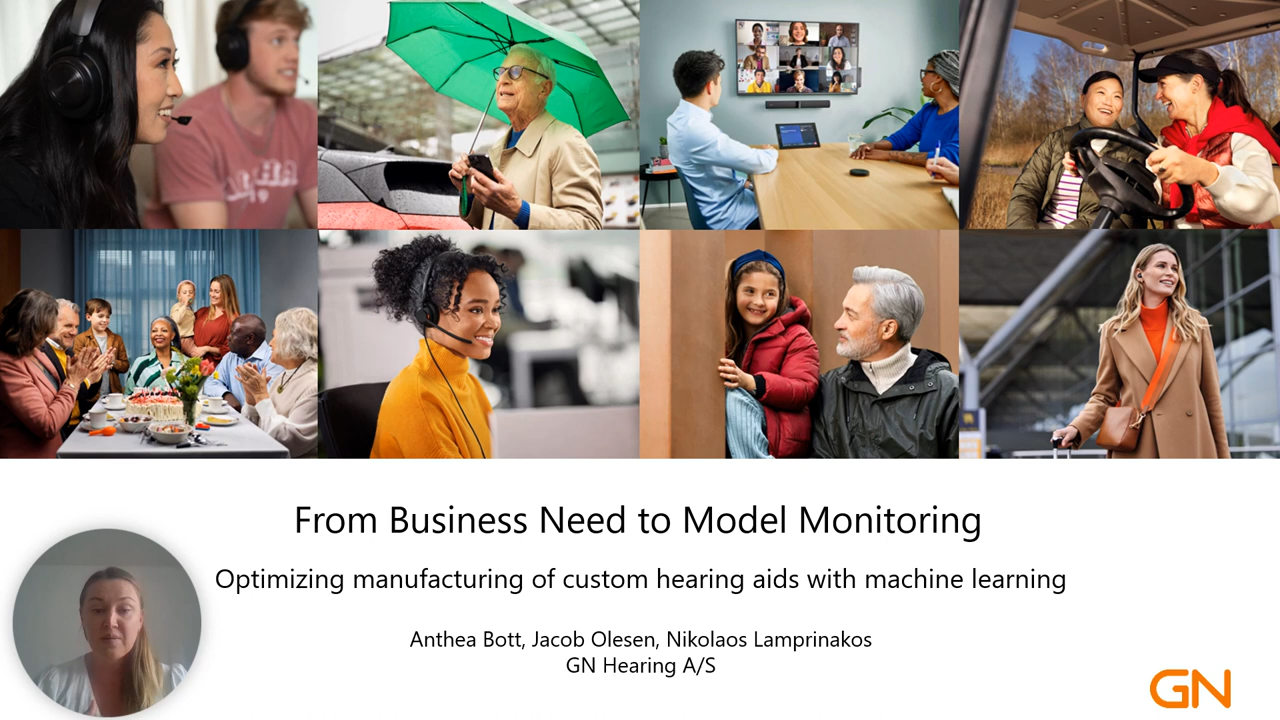 From Business Need to Model Monitoring
Optimizing manufacturing of custom hearing aids with machine learning
Anthea Bott, Jacob Olesen, Nikolaos Lamprinakos
GN Hearing A/S
GN